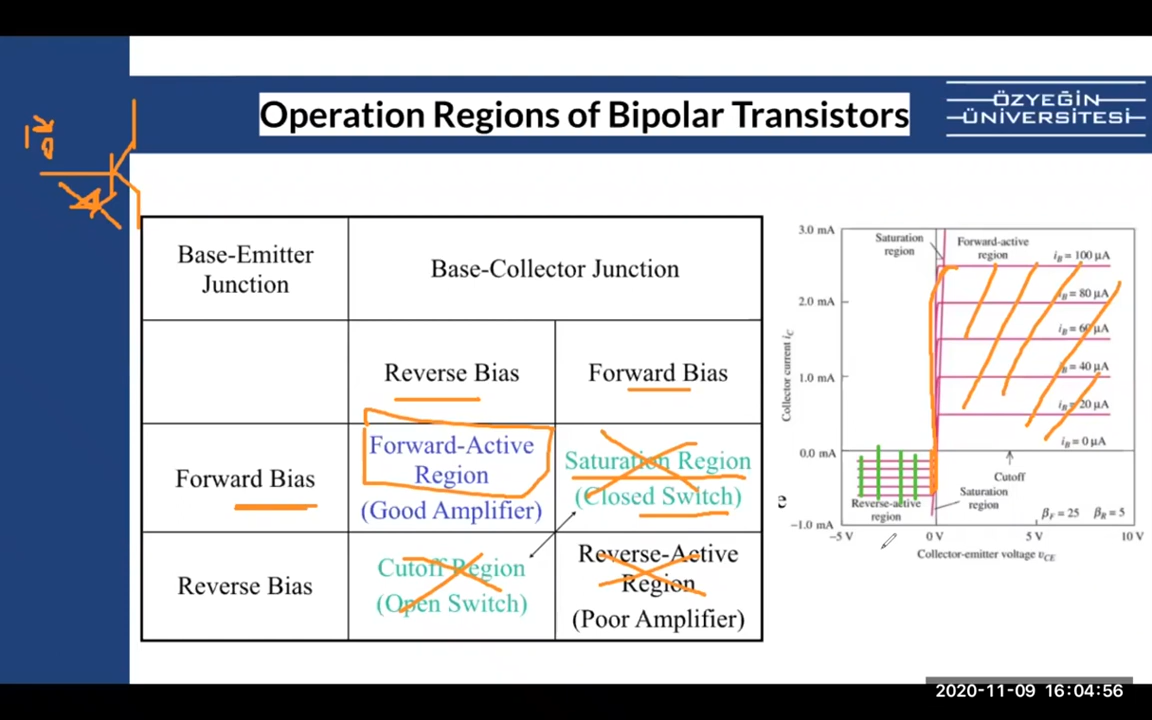 Operation Regions of Bipolar Transistors
ÖZYEĞİN
ÜNİVERSİTESİ
Base-Emitter
Junction
Base-Collector Junction
Reverse Bias
Forward Bias
Forward Bias
Forward-Active
Region
(Good Amplifier)
Saturation Region
(Closed Switch)
Reverse Bias
Cutoff Region
(Open Switch)
Reverse-Active
Region
(Poor Amplifier)
3.0 mA
2.0 mA
1.0 mA
0.0 mA
−1.0 mA
Collector current iC
Saturation
region
Forward-active
region
iB = 100 μA
iB = 80 μA
iB = 60 μA
iB = 40 μA
iB = 20 μA
iB = 0 μA
Cutoff
Reverse-active
region
Saturation
region
βF = 25 βR = 5
−5 V
0 V
5 V
10 V
Collector-emitter voltage vCE
e
2020-11-09 16:04:56